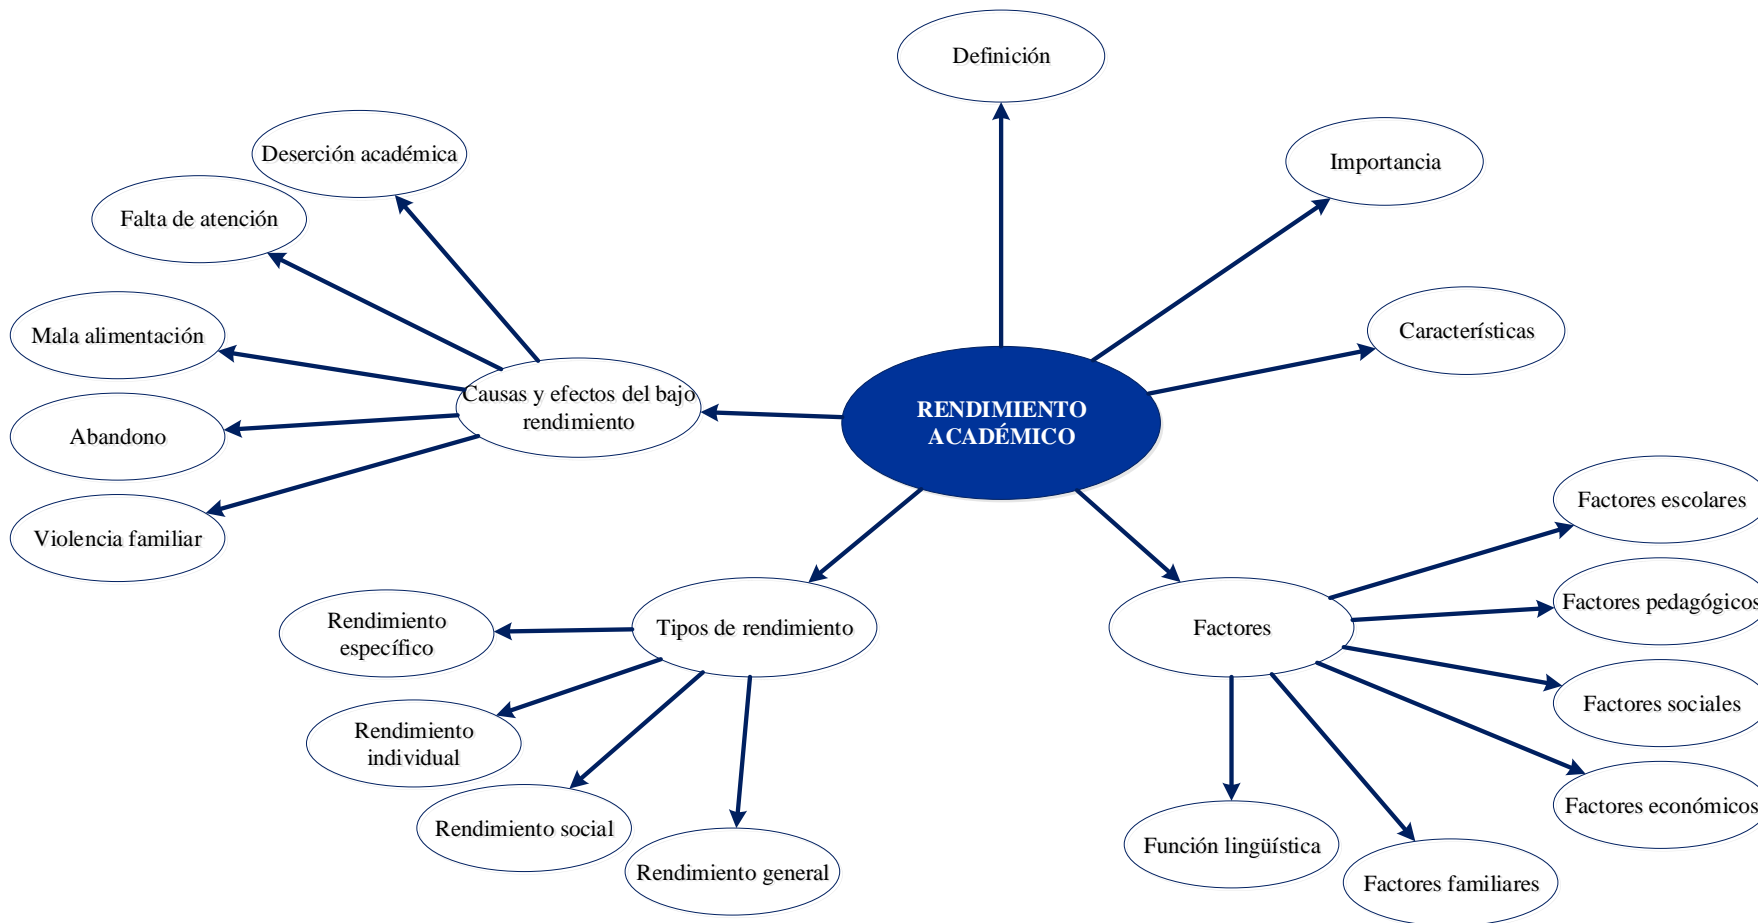 Definición
Deserción académica
Importancia
Falta de atención
Mala alimentación
Características
Causas y efectos del bajo
rendimiento
RENDIMIENTO
ACADÉMICO
Abandono
Violencia familiar
Factores escolares
Factores pedagógicos
Rendimiento
específico
Tipos de rendimiento
Factores
Factores sociales
Rendimiento
individual
Factores económicos
Rendimiento social
Función lingüística
Rendimiento general
Factores familiares